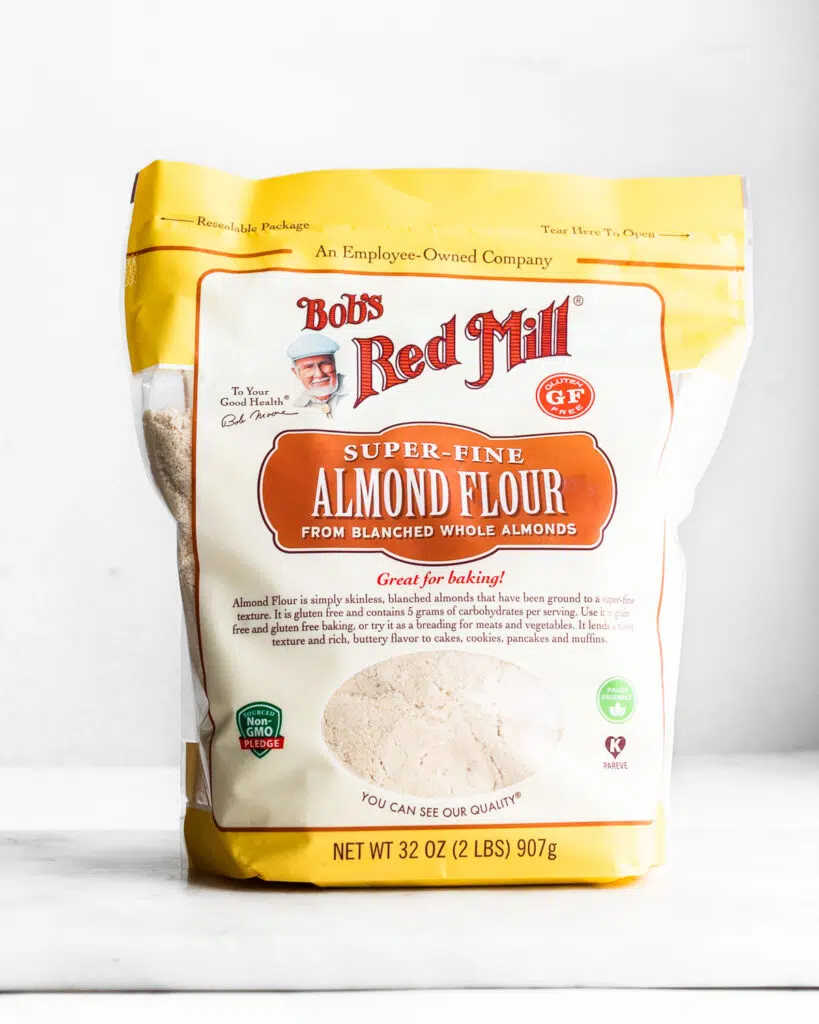 Resealable Package
Tear Here To Open
An Employee-Owned Company
Bob's
Red Mill®
To Your
Good Health®
Bob Moore
GLUTEN
GF
FREE
SUPER-FINE
ALMOND FLOUR
FROM BLANCHED WHOLE ALMONDS
Great for baking!
Almond Flour is simply skinless, blanched almonds that have been ground to a super-fine
texture. It is gluten free and contains 5 grams of carbohydrates per serving. Use it in grain
free and gluten free baking, or try it as a breading for meats and vegetables. It lends a
texture and rich, buttery flavor to cakes, cookies, pancakes and muffins.
SOURCED
Non-
GMO
PLEDGE
PALEO
FRIENDLY
K
PAREVE
YOU CAN SEE OUR QUALITY®
NET WT 32 OZ (2 LBS) 907g